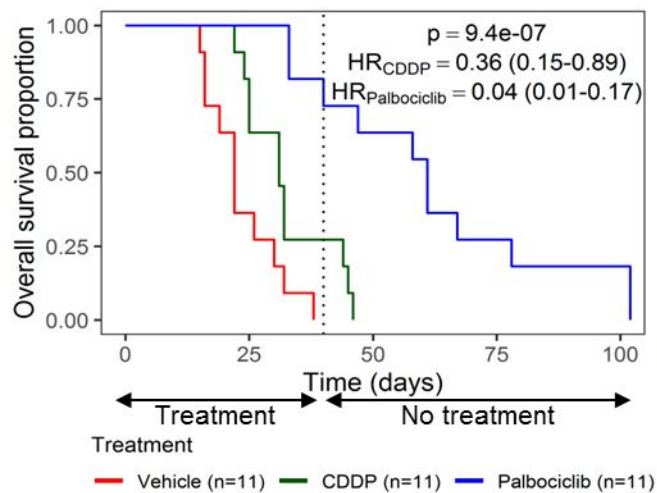 Overall survival proportion
1.00
0.75
0.50
0.25
0.00
p = 9.4e-07
HR_CDDP = 0.36 (0.15-0.89)
HR_Palbociclib = 0.04 (0.01-0.17)
0 25 50 75 100
Time (days)
Treatment No treatment
Treatment
Vehicle (n=11) CDDP (n=11) Palbociclib (n=11)